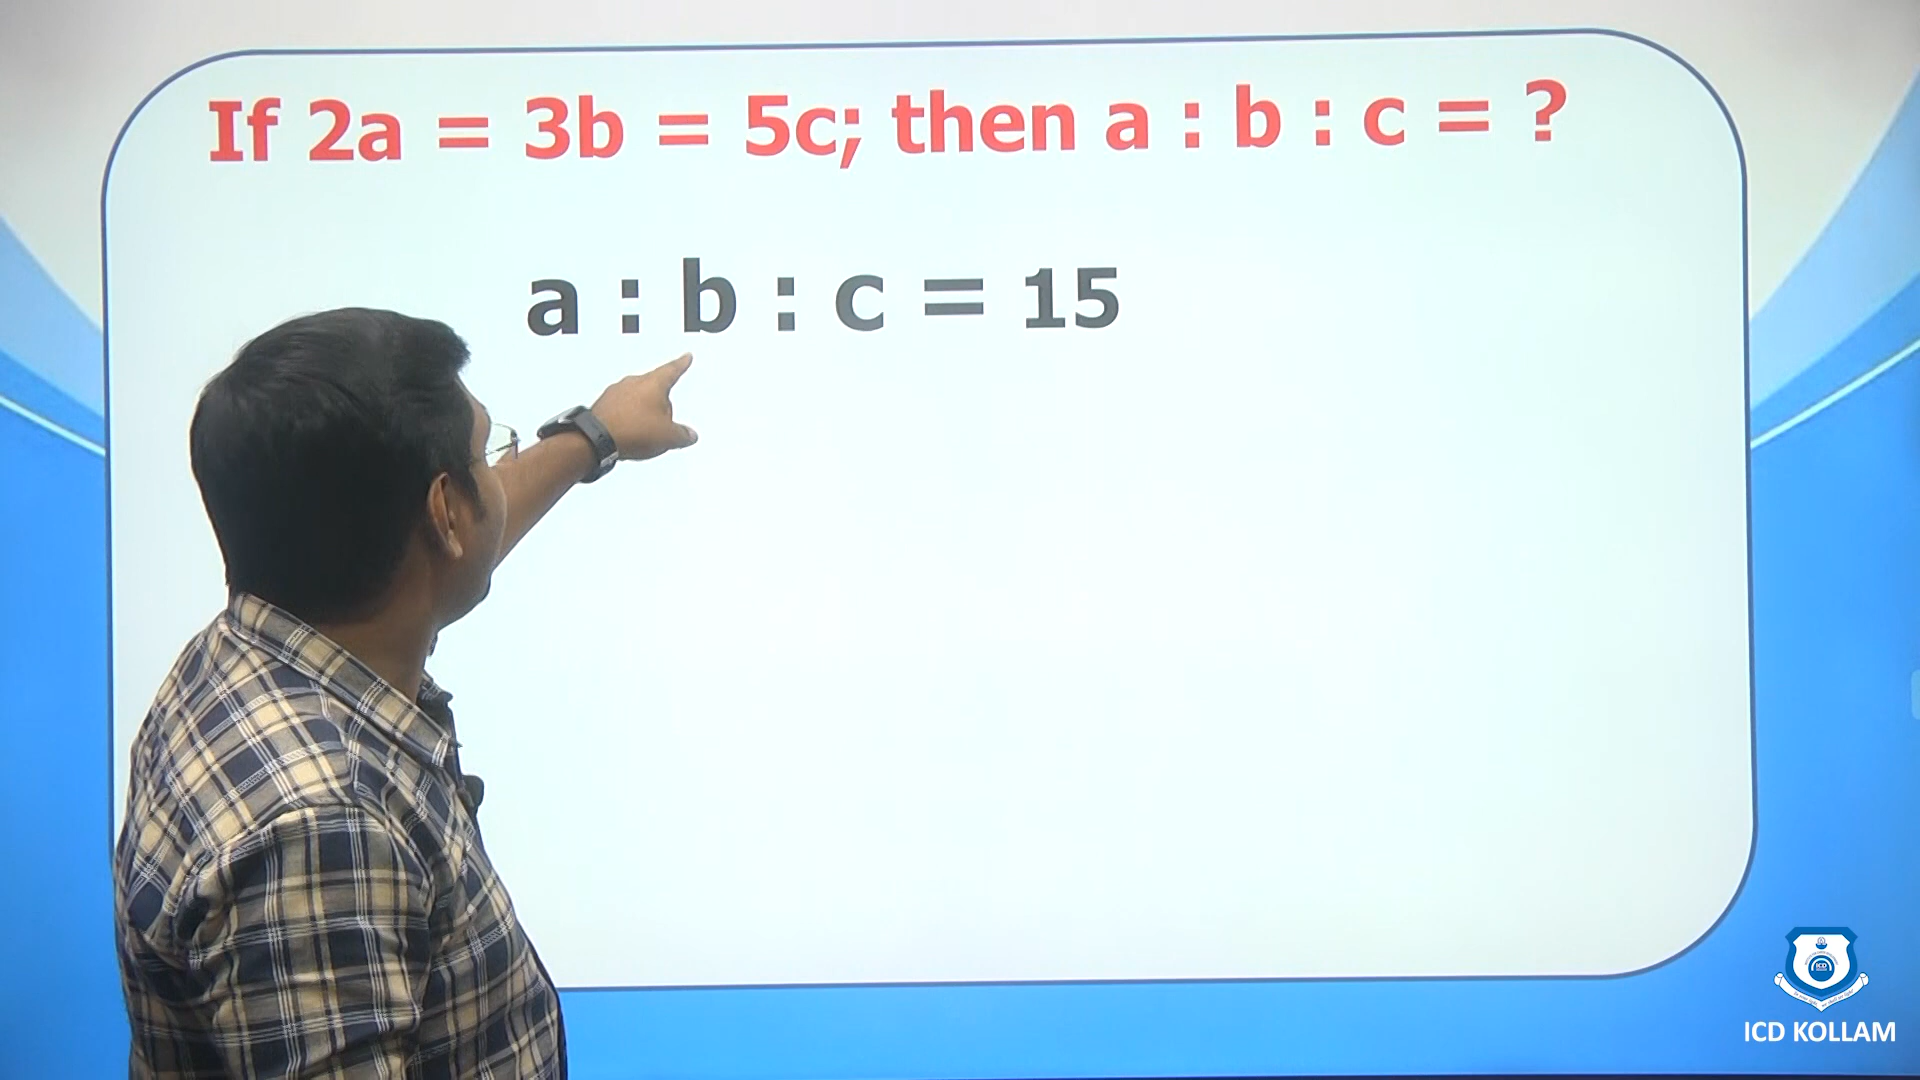 If 2a = 3b = 5c; then a : b : c = ?
a : b : c = 15
ICD KOLLAM